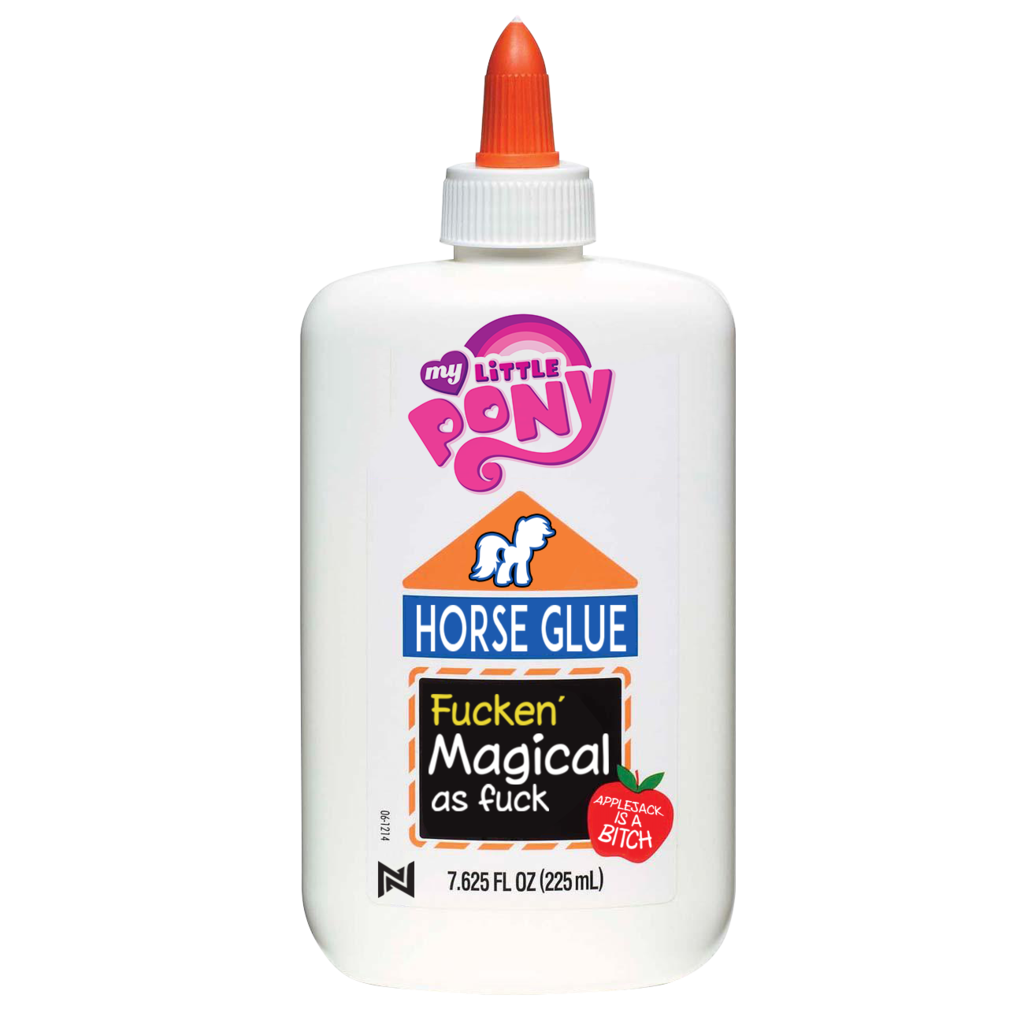 my LiTTLE
PONY
HORSE GLUE
Fucken'
Magical
as fuck
APPLEJACK
IS A
BITCH
06-1214
7.625 FL OZ (225 mL)